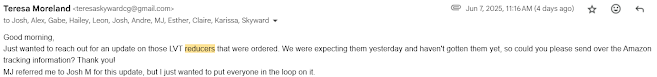 Teresa Moreland <teresaskywardcg@gmail.com> Jun 7, 2025, 11:16 AM (4 days ago)
to Josh, Alex, Gabe, Hailey, Leon, Josh, Andre, MJ, Esther, Claire, Karissa, Skyward
Good morning,
Just wanted to reach out for an update on those LVT reducers that were ordered. We were expecting them yesterday and haven't gotten them yet, so could you please send over the Amazon
tracking information? Thank you!
MJ referred me to Josh M for this update, but I just wanted to put everyone in the loop on it.